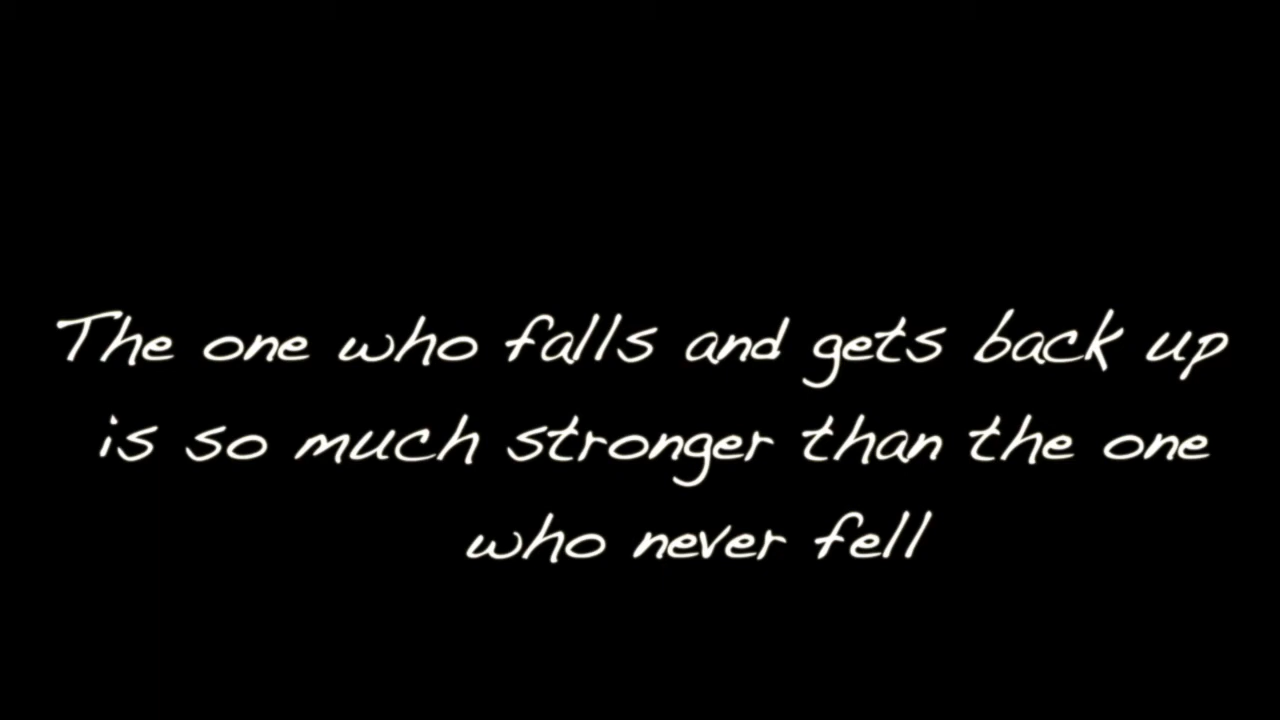 The one who falls and gets back up
is so much stronger than the one
who never fell